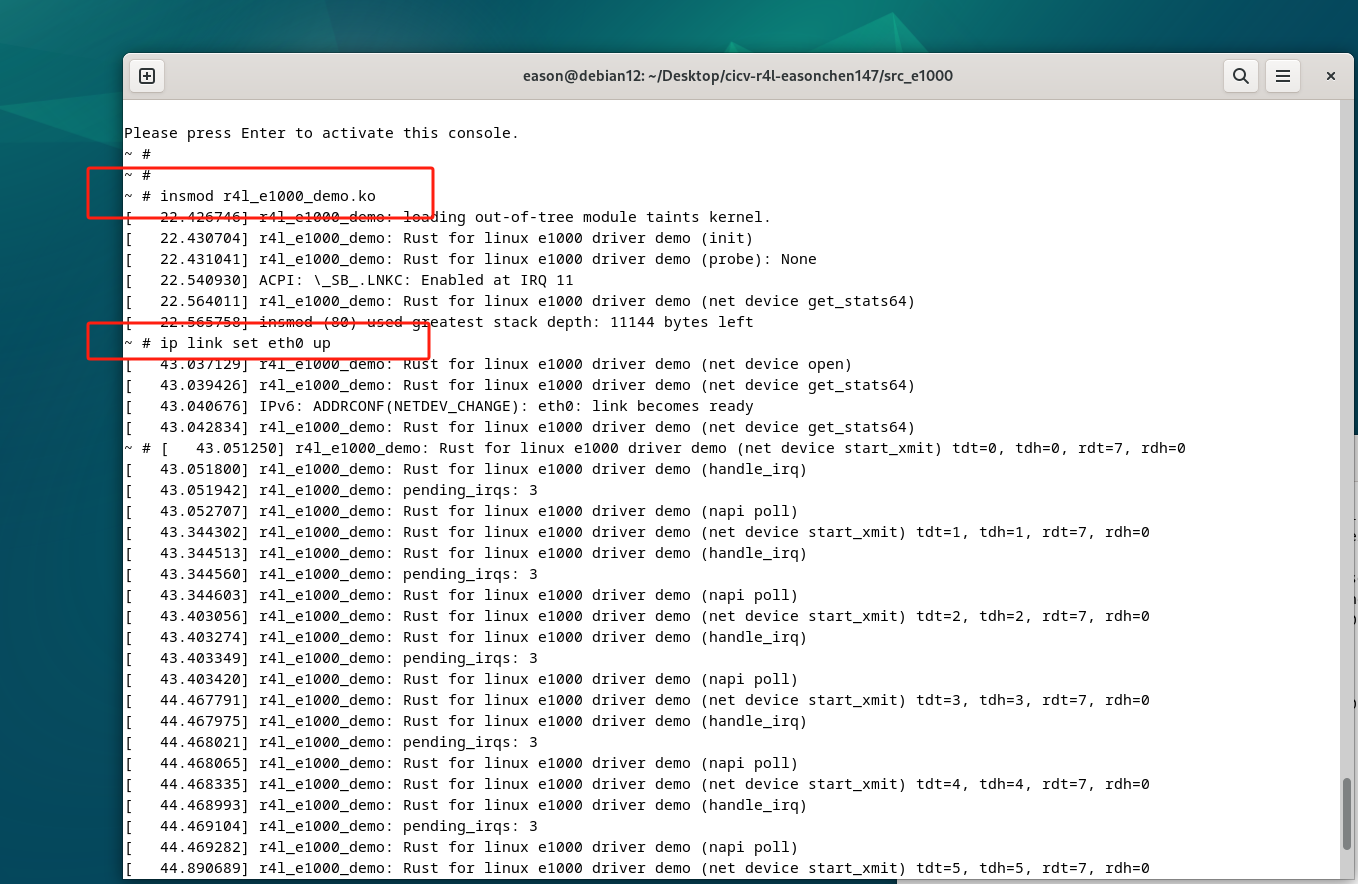 eason@debian12: ~/Desktop/cicv-r4l-easonchen147/src_e1000
Please press Enter to activate this console.
~ #
~ #
~ # insmod r4l_e1000_demo.ko
[   22.426746] r4l_e1000_demo: loading out-of-tree module taints kernel.
[   22.430704] r4l_e1000_demo: Rust for linux e1000 driver demo (init)
[   22.431041] r4l_e1000_demo: Rust for linux e1000 driver demo (probe): None
[   22.540930] ACPI: \_SB_.LNKC: Enabled at IRQ 11
[   22.564011] r4l_e1000_demo: Rust for linux e1000 driver demo (net device get_stats64)
[   22.565758] insmod (80) used greatest stack depth: 11144 bytes left
~ # ip link set eth0 up
[   43.037129] r4l_e1000_demo: Rust for linux e1000 driver demo (net device open)
[   43.039426] r4l_e1000_demo: Rust for linux e1000 driver demo (net device get_stats64)
[   43.040676] IPv6: ADDRCONF(NETDEV_CHANGE): eth0: link becomes ready
[   43.042834] r4l_e1000_demo: Rust for linux e1000 driver demo (net device get_stats64)
~ # [   43.051250] r4l_e1000_demo: Rust for linux e1000 driver demo (net device start_xmit) tdt=0, tdh=0, rdt=7, rdh=0
[   43.051800] r4l_e1000_demo: Rust for linux e1000 driver demo (handle_irq)
[   43.051942] r4l_e1000_demo: pending_irqs: 3
[   43.052707] r4l_e1000_demo: Rust for linux e1000 driver demo (napi poll)
[   43.344302] r4l_e1000_demo: Rust for linux e1000 driver demo (net device start_xmit) tdt=1, tdh=1, rdt=7, rdh=0
[   43.344513] r4l_e1000_demo: Rust for linux e1000 driver demo (handle_irq)
[   43.344560] r4l_e1000_demo: pending_irqs: 3
[   43.344603] r4l_e1000_demo: Rust for linux e1000 driver demo (napi poll)
[   43.403056] r4l_e1000_demo: Rust for linux e1000 driver demo (net device start_xmit) tdt=2, tdh=2, rdt=7, rdh=0
[   43.403274] r4l_e1000_demo: Rust for linux e1000 driver demo (handle_irq)
[   43.403349] r4l_e1000_demo: pending_irqs: 3
[   43.403420] r4l_e1000_demo: Rust for linux e1000 driver demo (napi poll)
[   44.467791] r4l_e1000_demo: Rust for linux e1000 driver demo (net device start_xmit) tdt=3, tdh=3, rdt=7, rdh=0
[   44.467975] r4l_e1000_demo: Rust for linux e1000 driver demo (handle_irq)
[   44.468021] r4l_e1000_demo: pending_irqs: 3
[   44.468065] r4l_e1000_demo: Rust for linux e1000 driver demo (napi poll)
[   44.468335] r4l_e1000_demo: Rust for linux e1000 driver demo (net device start_xmit) tdt=4, tdh=4, rdt=7, rdh=0
[   44.468993] r4l_e1000_demo: Rust for linux e1000 driver demo (handle_irq)
[   44.469104] r4l_e1000_demo: pending_irqs: 3
[   44.469282] r4l_e1000_demo: Rust for linux e1000 driver demo (napi poll)
[   44.890689] r4l_e1000_demo: Rust for linux e1000 driver demo (net device start_xmit) tdt=5, tdh=5, rdt=7, rdh=0